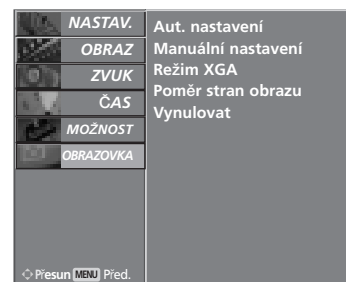 NASTAV.
OBRAZ
ZVUK
ČAS
MOŽNOST
OBRAZOVKA
Aut. nastavení
Manuální nastavení
Režim XGA
Poměr stran obrazu
Vynulovat
Přesun MENU Před.